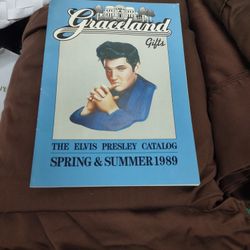 Graceland
Gifts
THE ELVIS PRESLEY CATALOG
SPRING & SUMMER 1989